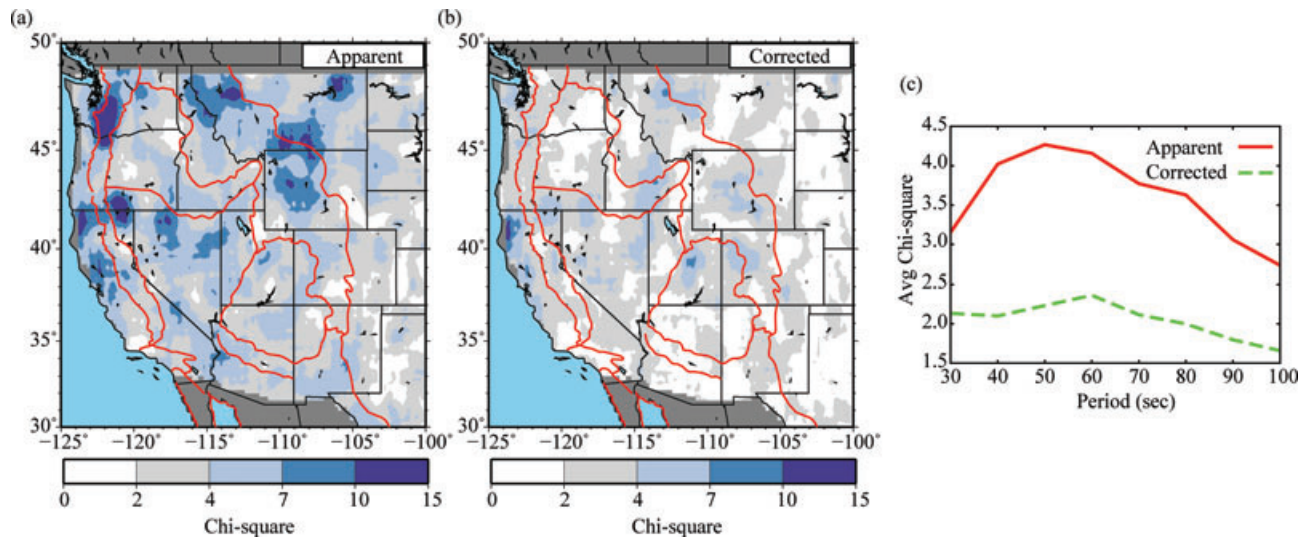 (a)
Apparent
50°
45°
40°
35°
30°
−125° −120° −115° −110° −105° −100°
0 2 4 7 10 15
Chi-square
(b)
Corrected
50°
45°
40°
35°
30°
−125° −120° −115° −110° −105° −100°
0 2 4 7 10 15
Chi-square
(c)
Avg Chi-square
4.5
4.0
3.5
3.0
2.5
2.0
1.5
Apparent
Corrected
30 40 50 60 70 80 90 100
Period (sec)